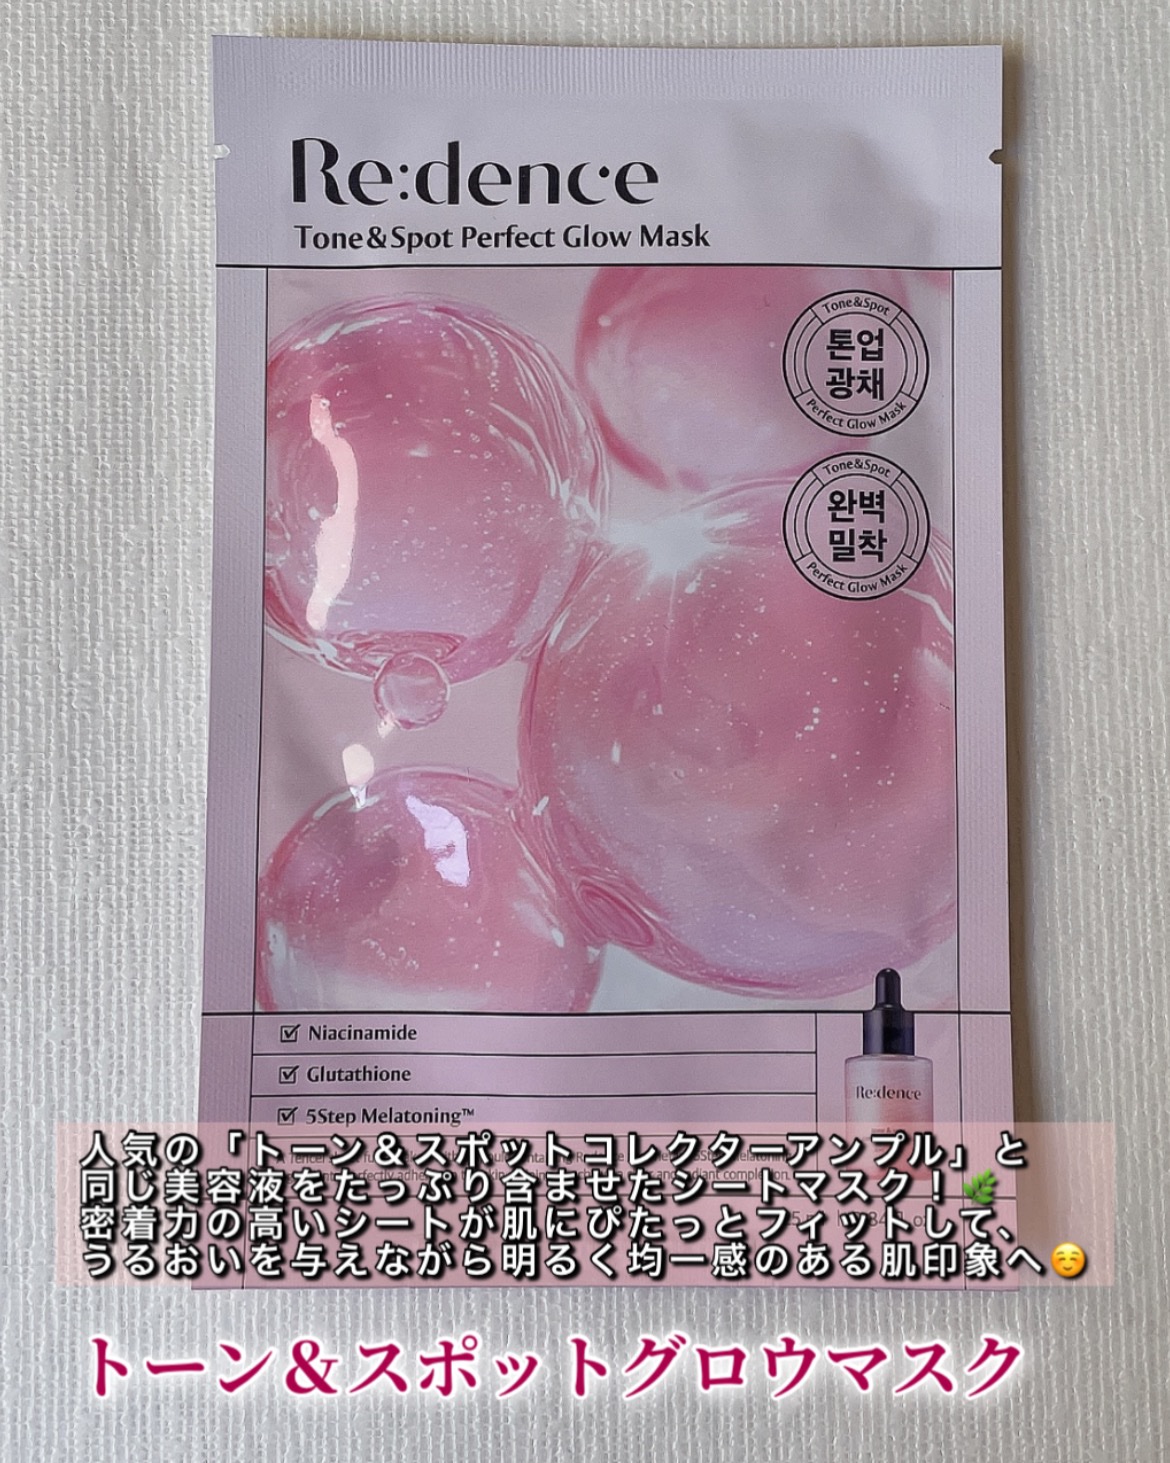 Re:dence
Tone&Spot Perfect Glow Mask
Tone&Spot
톤업
광채
Perfect Glow Mask
Tone&Spot
완벽
밀착
Perfect Glow Mask
Niacinamide
Glutathione
5Step Melatoning™
Re:dence
人気の「トーン＆スポットコレクターアンプル」と
同じ美容液をたっぷり含ませたシートマスク！🌿
密着力の高いシートが肌にぴたっとフィットして、
うるおいを与えながら明るく均一感のある肌印象へ☺️
トーン＆スポットグロウマスク